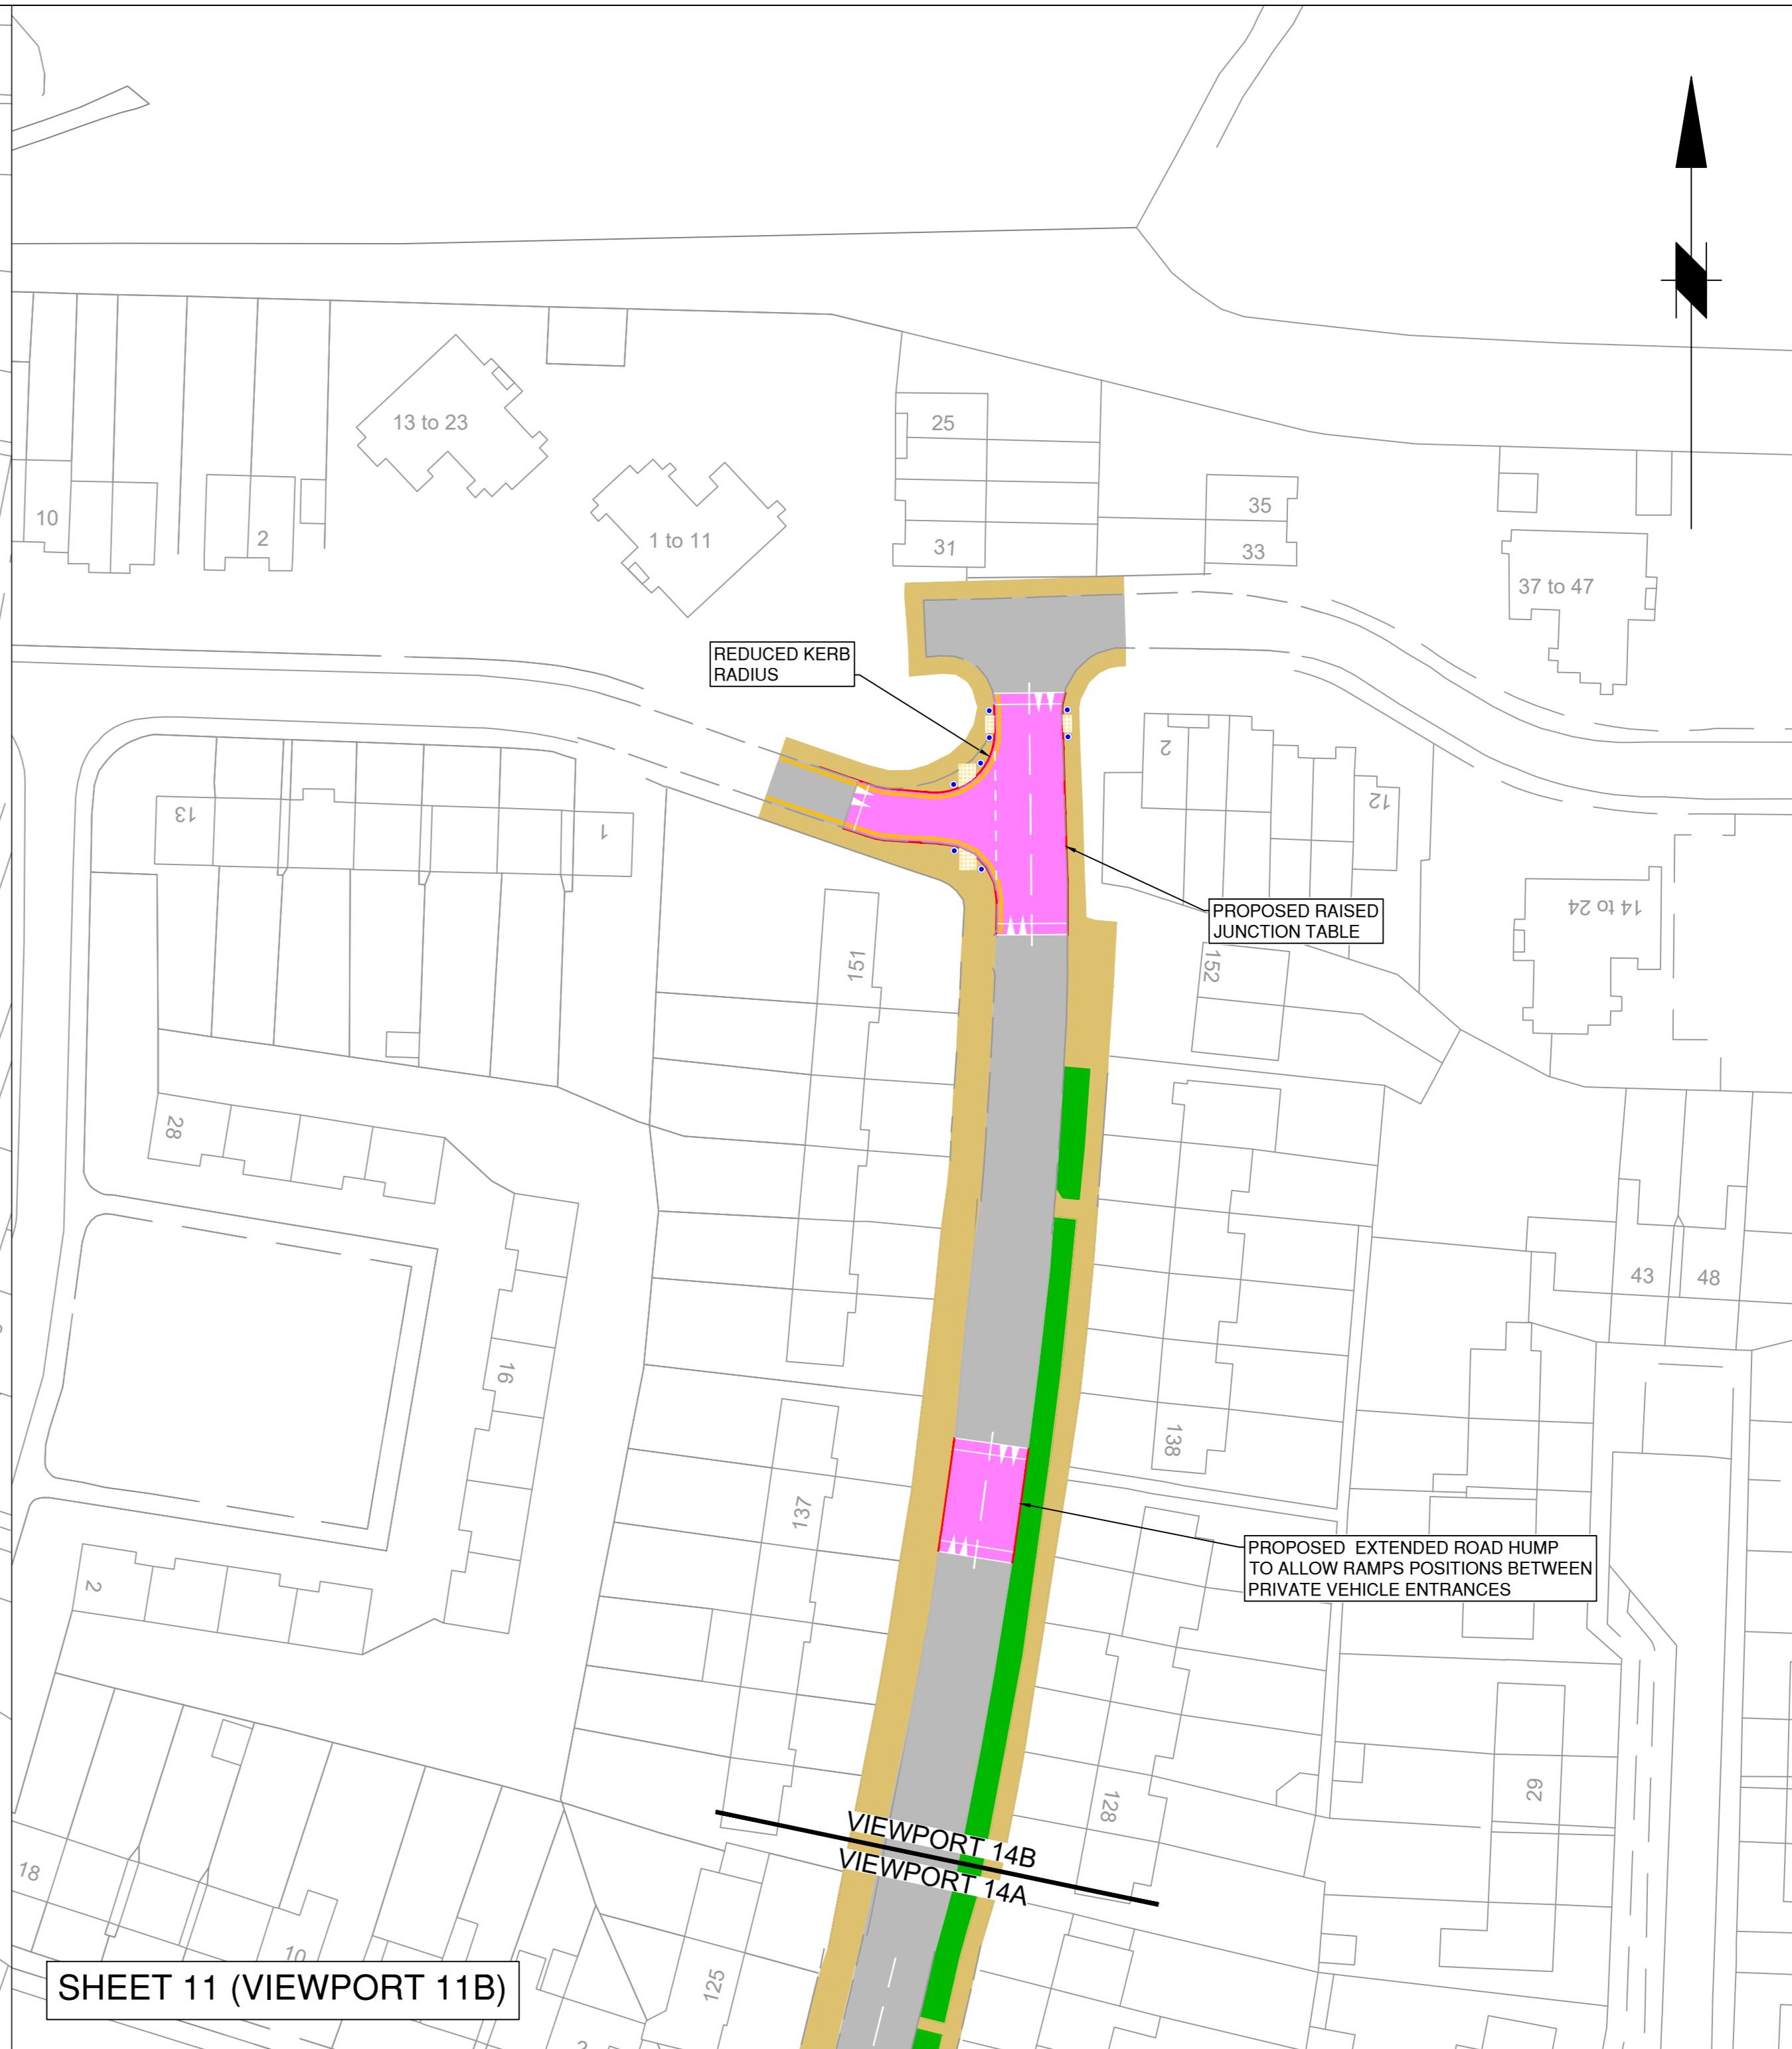 13 to 23
25
10
2
1 to 11
31
35
33
37 to 47
REDUCED KERB
RADIUS
2
12
13
1
PROPOSED RAISED
JUNCTION TABLE
14 to 24
151
152
28
43
48
16
138
137
PROPOSED  EXTENDED ROAD HUMP
TO ALLOW RAMPS POSITIONS BETWEEN
PRIVATE VEHICLE ENTRANCES
2
29
128
VIEWPORT 14B
VIEWPORT 14A
18
10
125
SHEET 11 (VIEWPORT 11B)